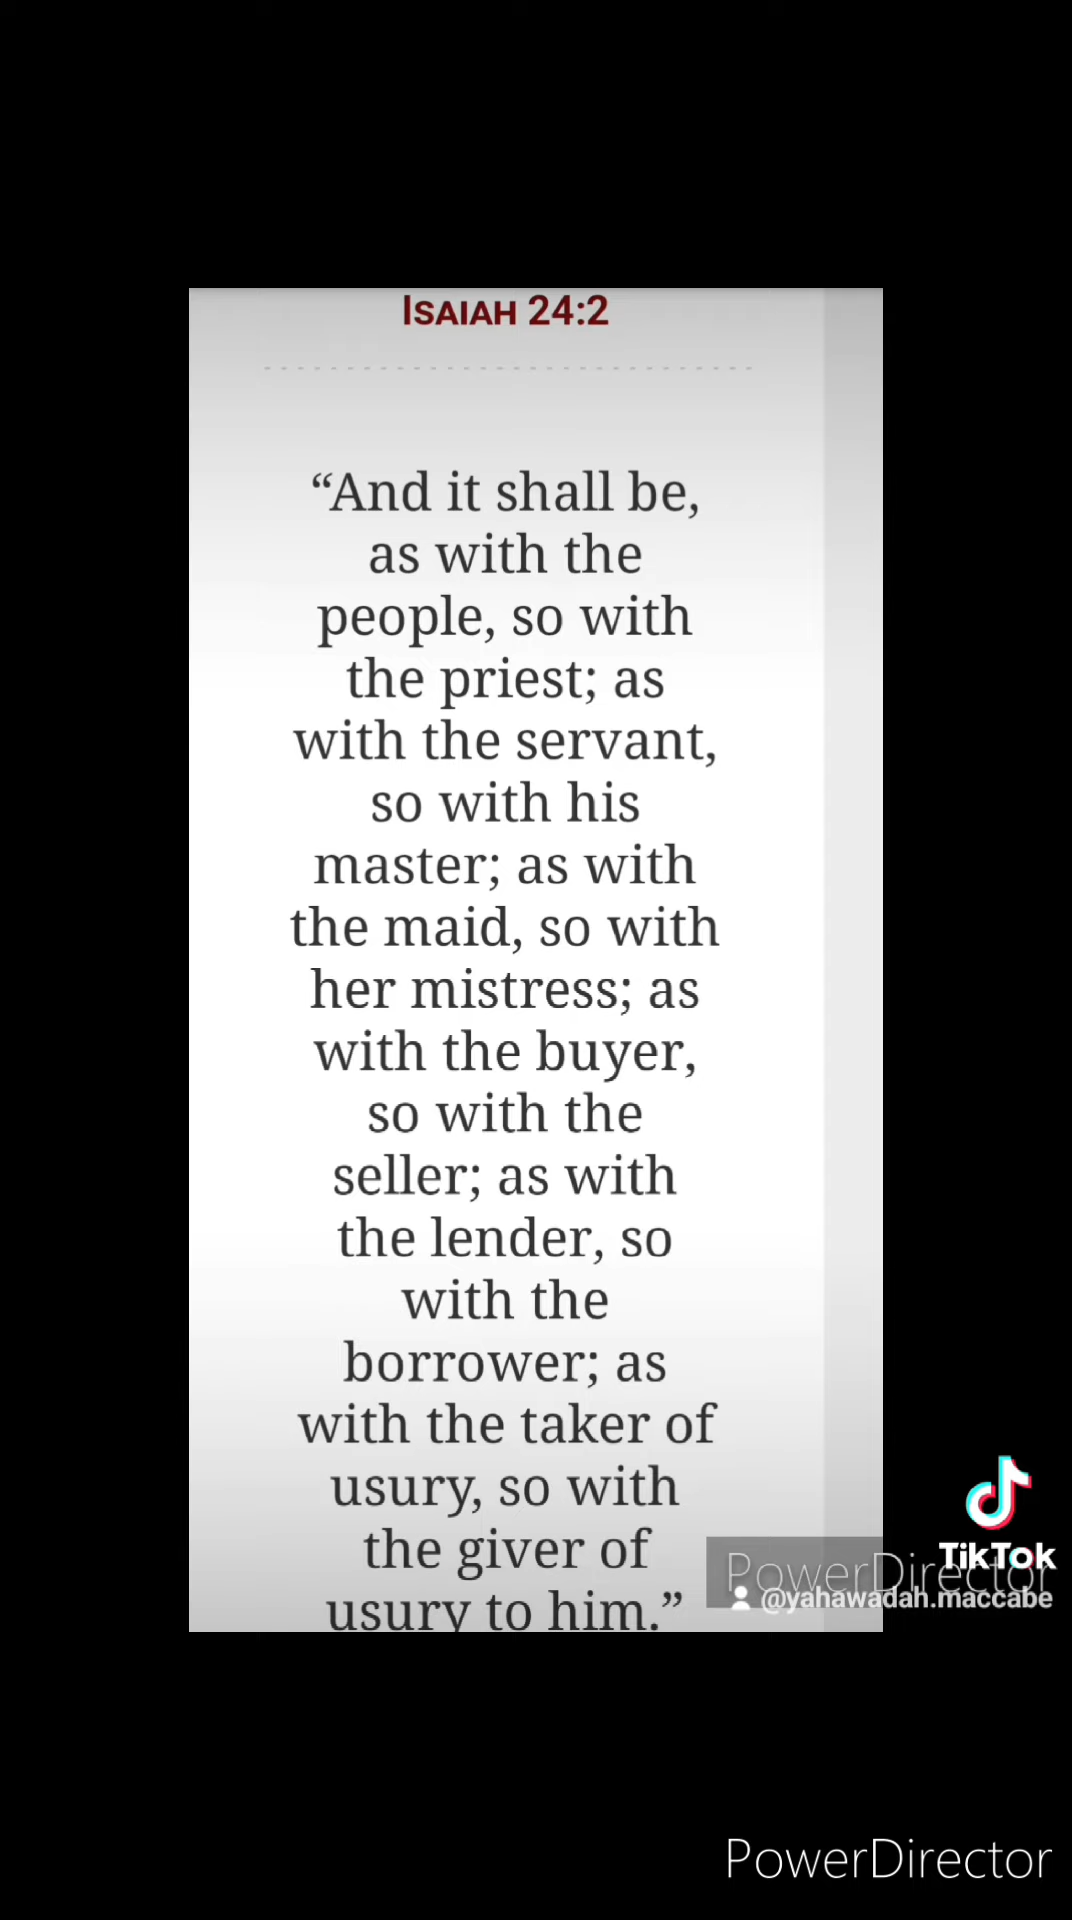 ISAIAH 24:2
“And it shall be,
as with the
people, so with
the priest; as
with the servant,
so with his
master; as with
the maid, so with
her mistress; as
with the buyer,
so with the
seller; as with
the lender, so
with the
borrower; as
with the taker of
usury, so with
the giver of
usury to him.”
TikTok
PowerDirector
@yahawadah.maccabe
PowerDirector